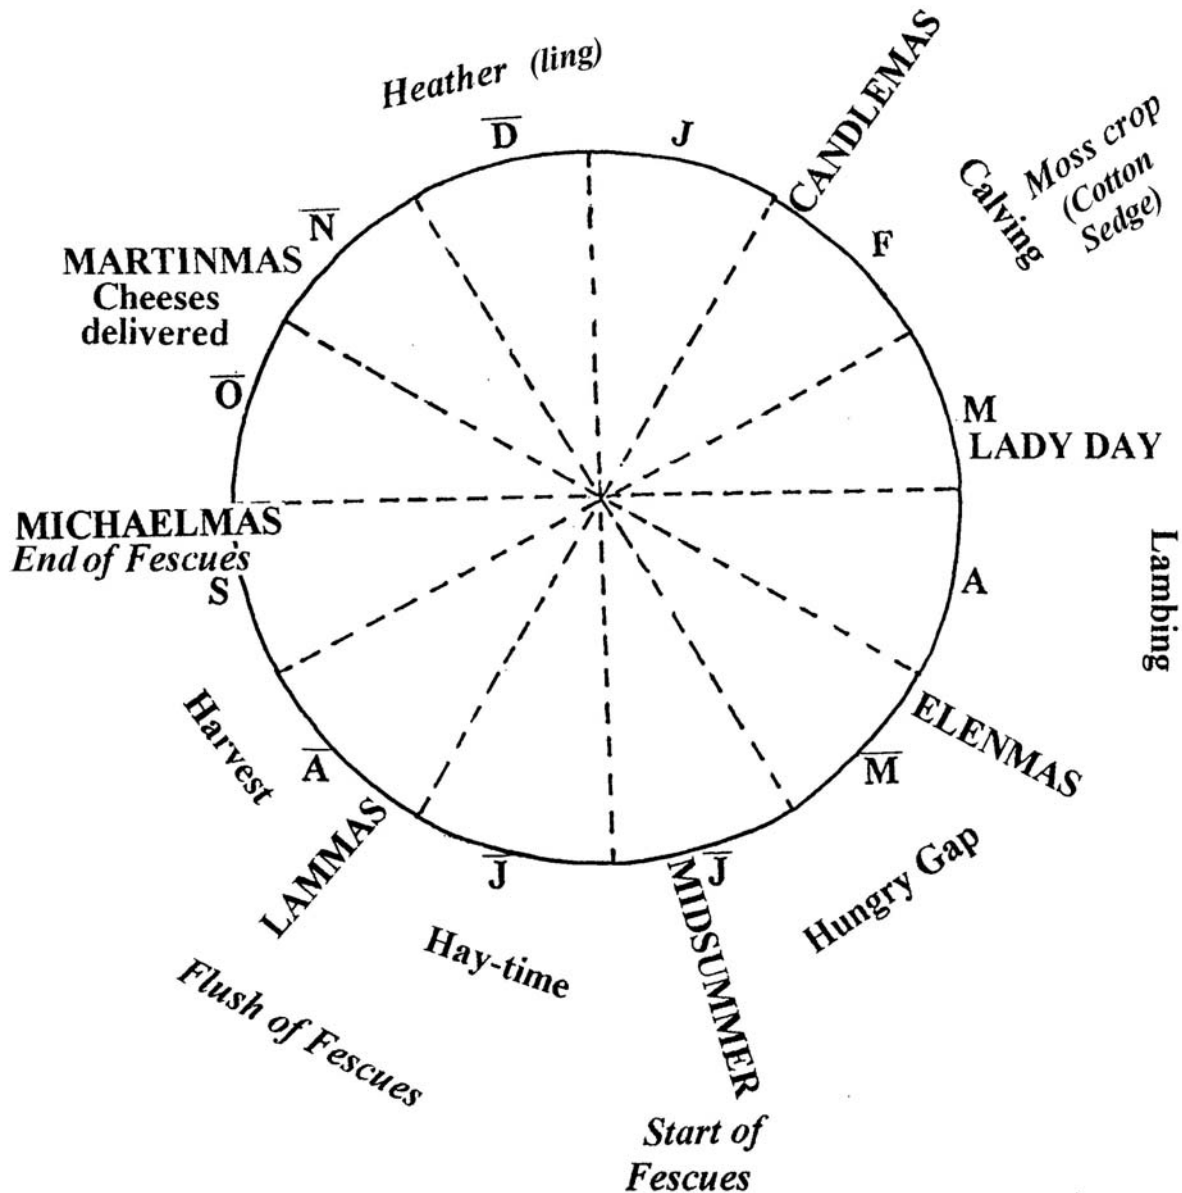 Heather (ling)
D
J
CANDLEMAS
F
Calving
Moss crop
(Cotton
Sedge)
M
LADY DAY
A
Lambing
ELENMAS
M
Hungry Gap
J
MIDSUMMER
Start of
Fescues
J
Hay-time
LAMMAS
Flush of Fescues
A
Harvest
S
MICHAELMAS
End of Fescues
O
MARTINMAS
Cheeses
delivered
N